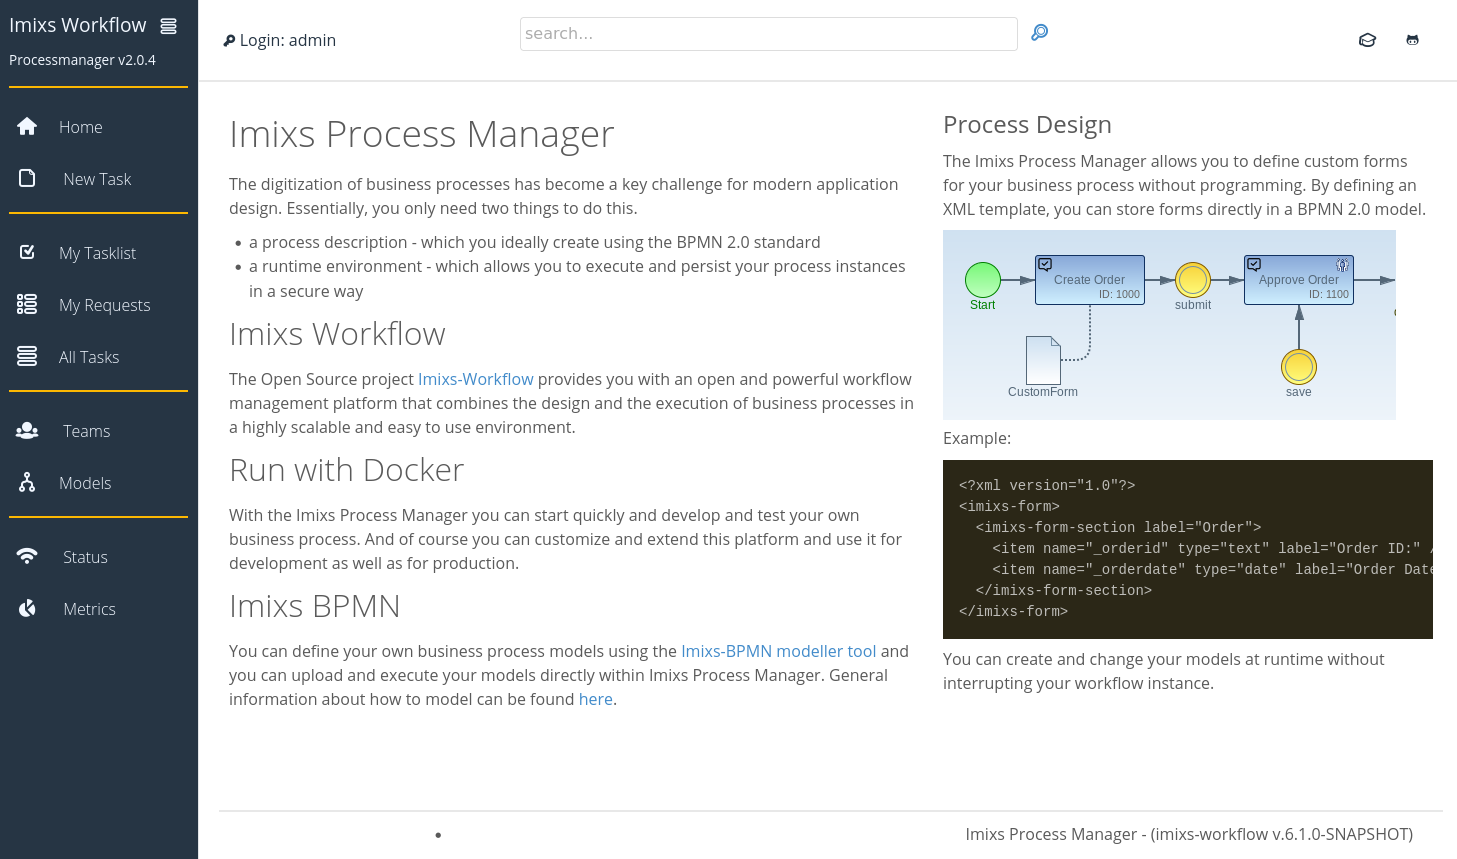 Imixs Workflow
Processmanager v2.0.4
Home
New Task
My Tasklist
My Requests
All Tasks
Teams
Models
Status
Metrics
Login: admin
search...
Imixs Process Manager
The digitization of business processes has become a key challenge for modern application
design. Essentially, you only need two things to do this.
• a process description - which you ideally create using the BPMN 2.0 standard
• a runtime environment - which allows you to execute and persist your process instances
in a secure way
Imixs Workflow
The Open Source project Imixs-Workflow provides you with an open and powerful workflow
management platform that combines the design and the execution of business processes in
a highly scalable and easy to use environment.
Run with Docker
With the Imixs Process Manager you can start quickly and develop and test your own
business process. And of course you can customize and extend this platform and use it for
development as well as for production.
Imixs BPMN
You can define your own business process models using the Imixs-BPMN modeller tool and
you can upload and execute your models directly within Imixs Process Manager. General
information about how to model can be found here.
Process Design
The Imixs Process Manager allows you to define custom forms
for your business process without programming. By defining an
XML template, you can store forms directly in a BPMN 2.0 model.
Start
Create Order
ID: 1000
submit
Approve Order
ID: 1100
CustomForm
save
Example:
<?xml version="1.0"?>
<imixs-form>
<imixs-form-section label="Order">
<item name="_orderid" type="text" label="Order ID:" /
<item name="_orderdate" type="date" label="Order Date
</imixs-form-section>
</imixs-form>
You can create and change your models at runtime without
interrupting your workflow instance.
•
Imixs Process Manager - (imixs-workflow v.6.1.0-SNAPSHOT)